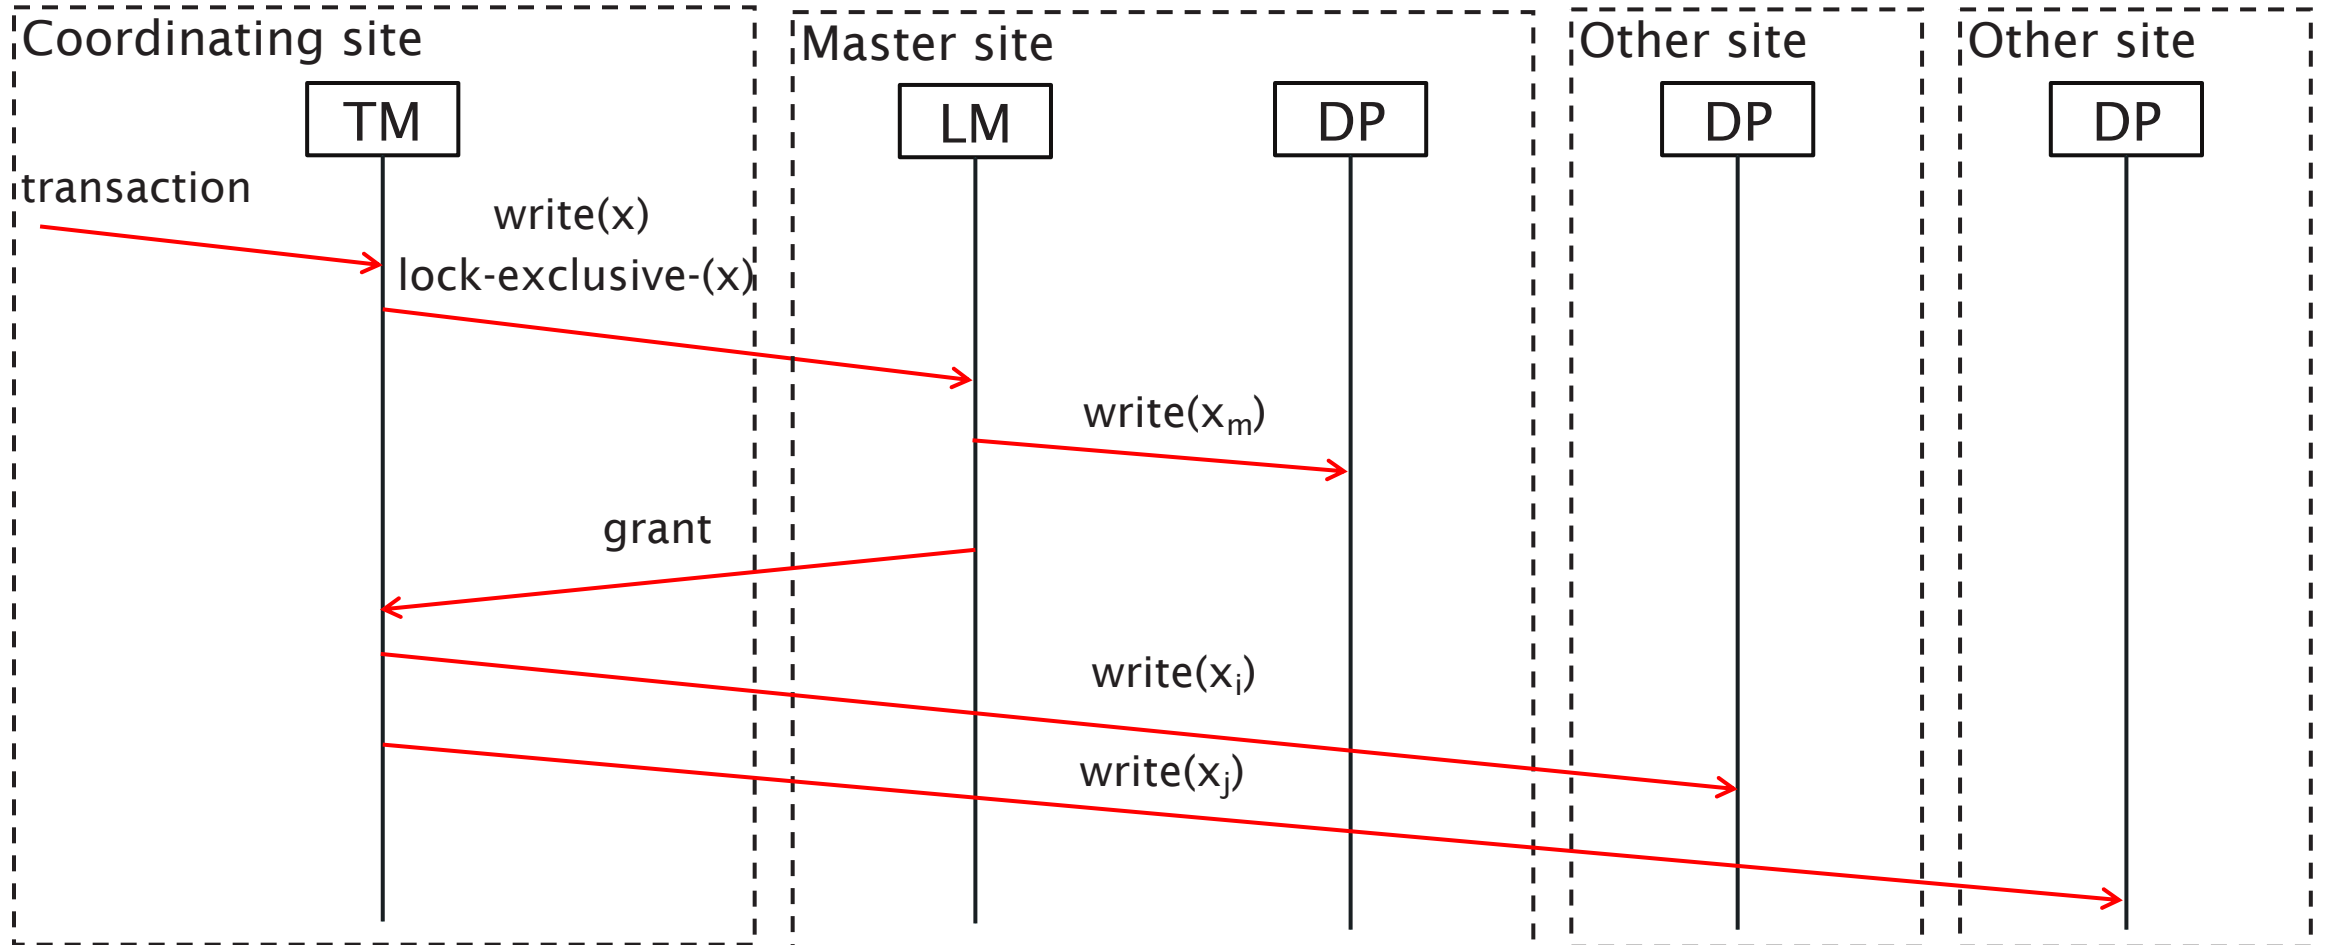 Coordinating site
Master site
Other site
Other site
TM
LM
DP
DP
DP
transaction
write(x)
lock-exclusive-(x)
write(xₘ)
grant
write(xᵢ)
write(xⱼ)